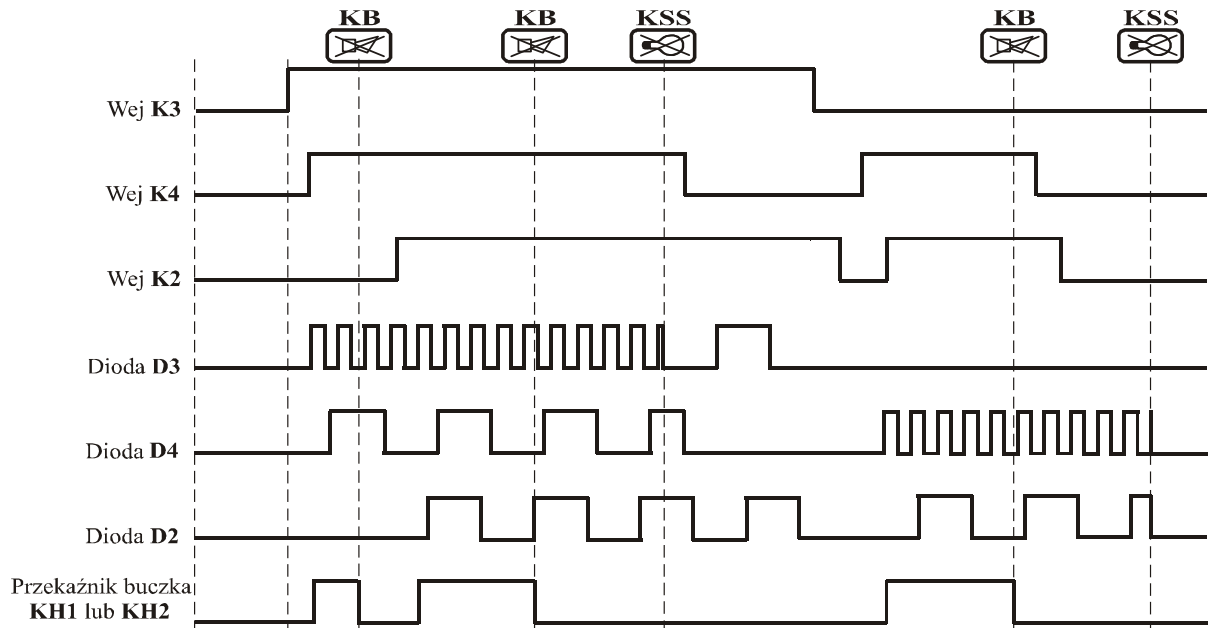 KB KB KSS KB KSS
Wej K3
Wej K4
Wej K2
Dioda D3
Dioda D4
Dioda D2
Przekaźnik buczka
KH1 lub KH2